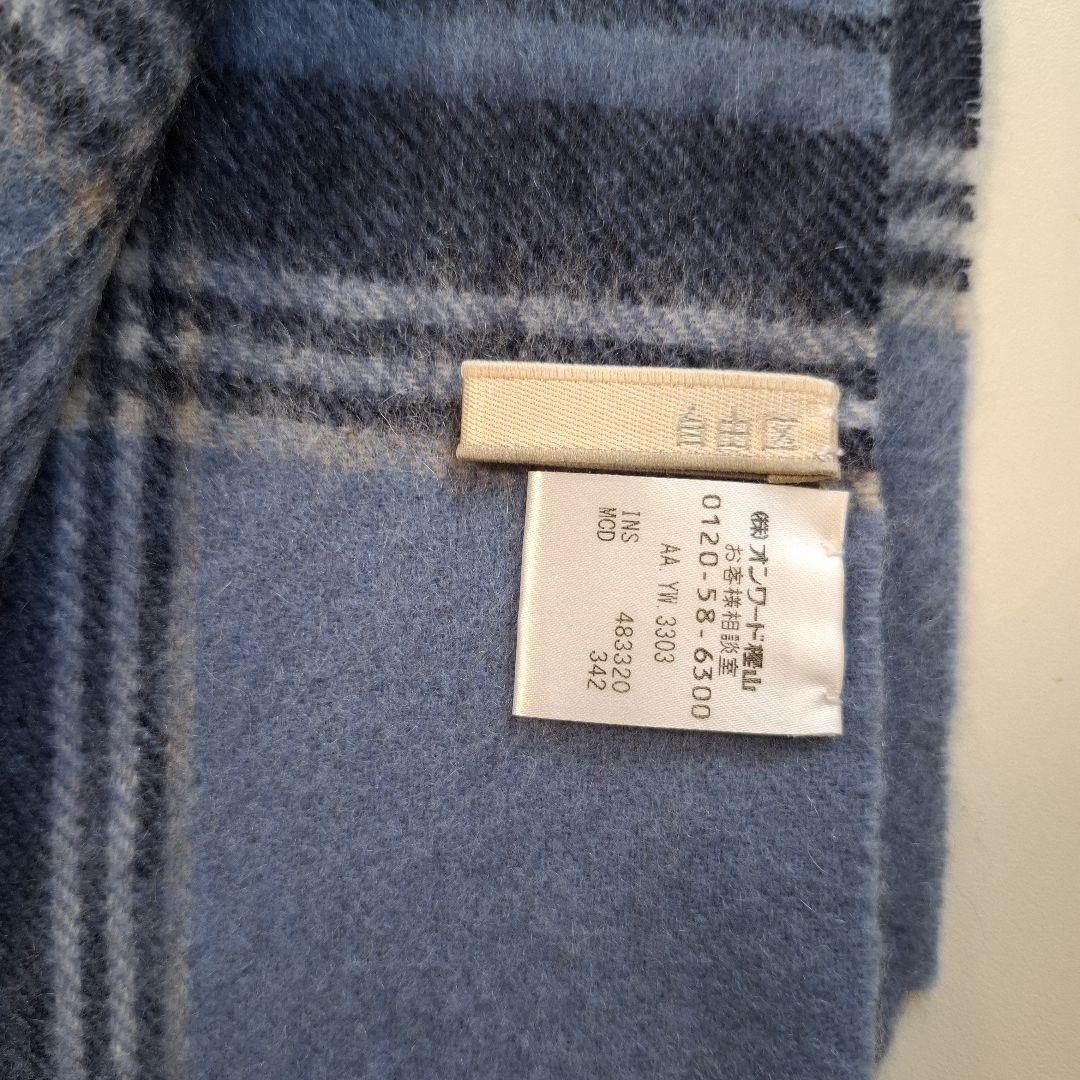 (株)オンワード樫山
お客様相談室
0120-58-6300
AA YW.3303
INS 483320
MCD 342